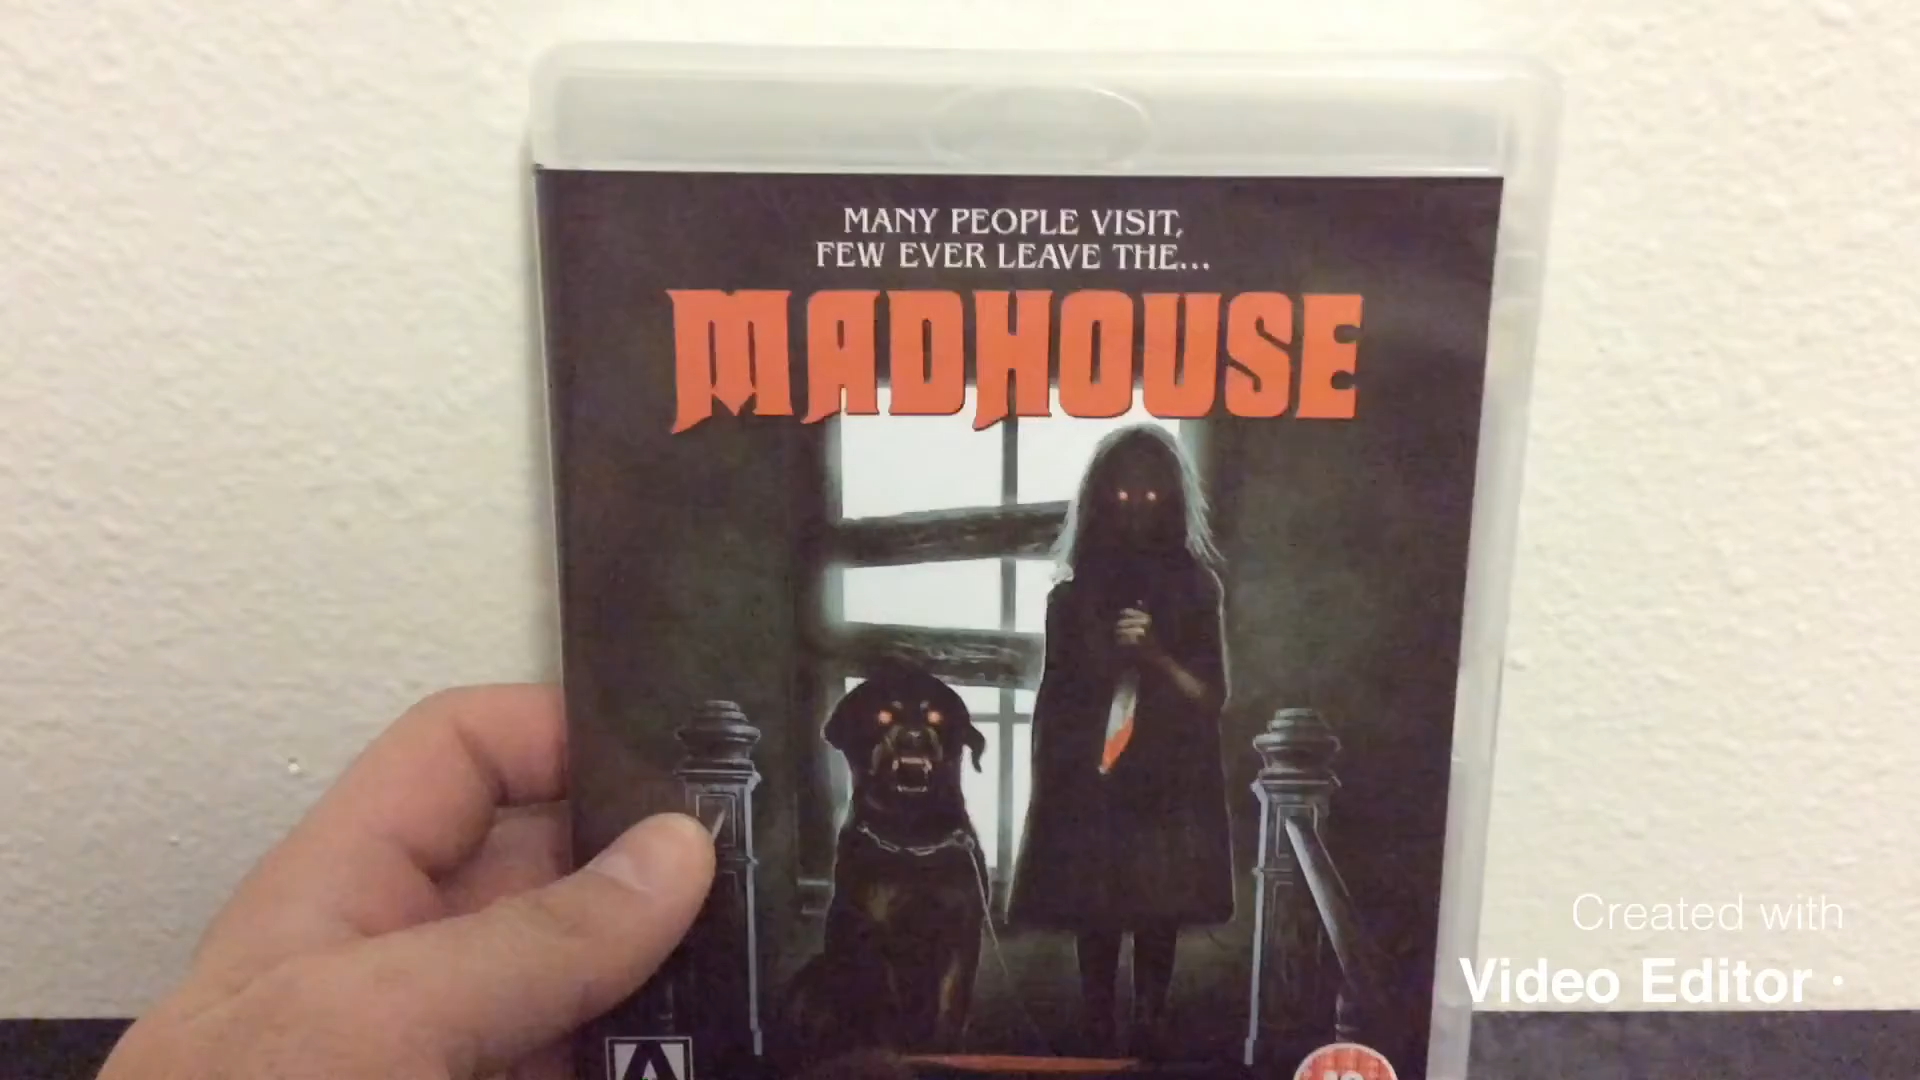 MANY PEOPLE VISIT,
FEW EVER LEAVE THE...
MADHOUSE
Created with
Video Editor